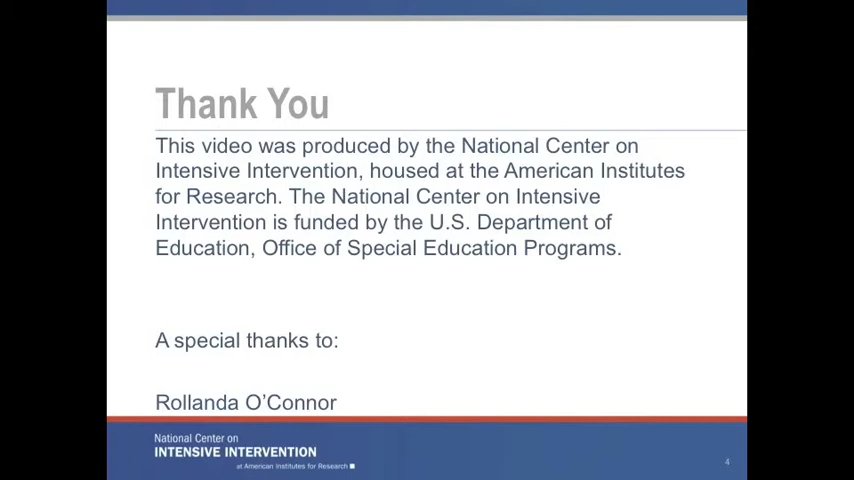 Thank You
This video was produced by the National Center on
Intensive Intervention, housed at the American Institutes
for Research. The National Center on Intensive
Intervention is funded by the U.S. Department of
Education, Office of Special Education Programs.
A special thanks to:
Rollanda O’Connor
National Center on
INTENSIVE INTERVENTION
at American Institutes for Research
4